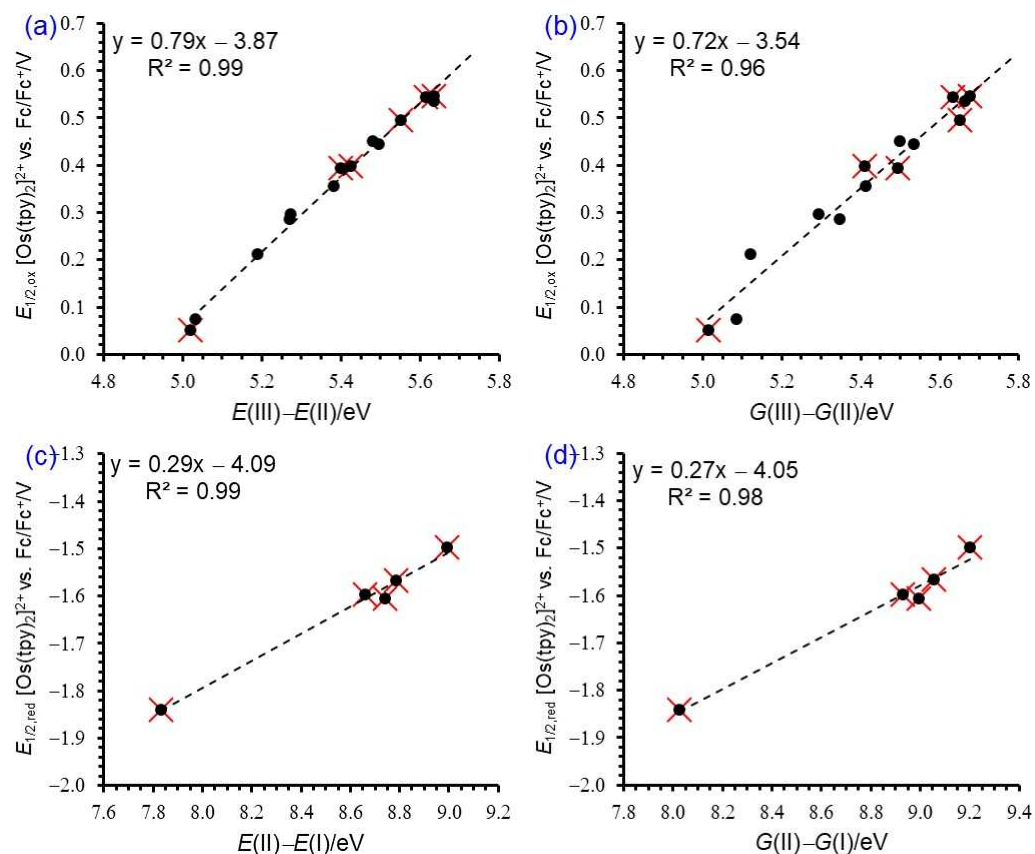 (a)
y = 0.79x – 3.87
R² = 0.99
E1/2,ox [Os(tpy)2]2+ vs. Fc/Fc+/V
0.7
0.6
0.5
0.4
0.3
0.2
0.1
0.0
4.8 5.0 5.2 5.4 5.6 5.8
E(III)–E(II)/eV
(b)
y = 0.72x – 3.54
R² = 0.96
E1/2,ox [Os(tpy)2]2+ vs. Fc/Fc+/V
0.7
0.6
0.5
0.4
0.3
0.2
0.1
0.0
4.8 5.0 5.2 5.4 5.6 5.8
G(III)–G(II)/eV
(c)
y = 0.29x – 4.09
R² = 0.99
E1/2,red [Os(tpy)2]2+ vs. Fc/Fc+/V
–1.3
–1.4
–1.5
–1.6
–1.7
–1.8
–1.9
–2.0
7.6 7.8 8.0 8.2 8.4 8.6 8.8 9.0 9.2
E(II)–E(I)/eV
(d)
y = 0.27x – 4.05
R² = 0.98
E1/2,red [Os(tpy)2]2+ vs. Fc/Fc+/V
–1.3
–1.4
–1.5
–1.6
–1.7
–1.8
–1.9
–2.0
7.8 8.0 8.2 8.4 8.6 8.8 9.0 9.2 9.4
G(II)–G(I)/eV